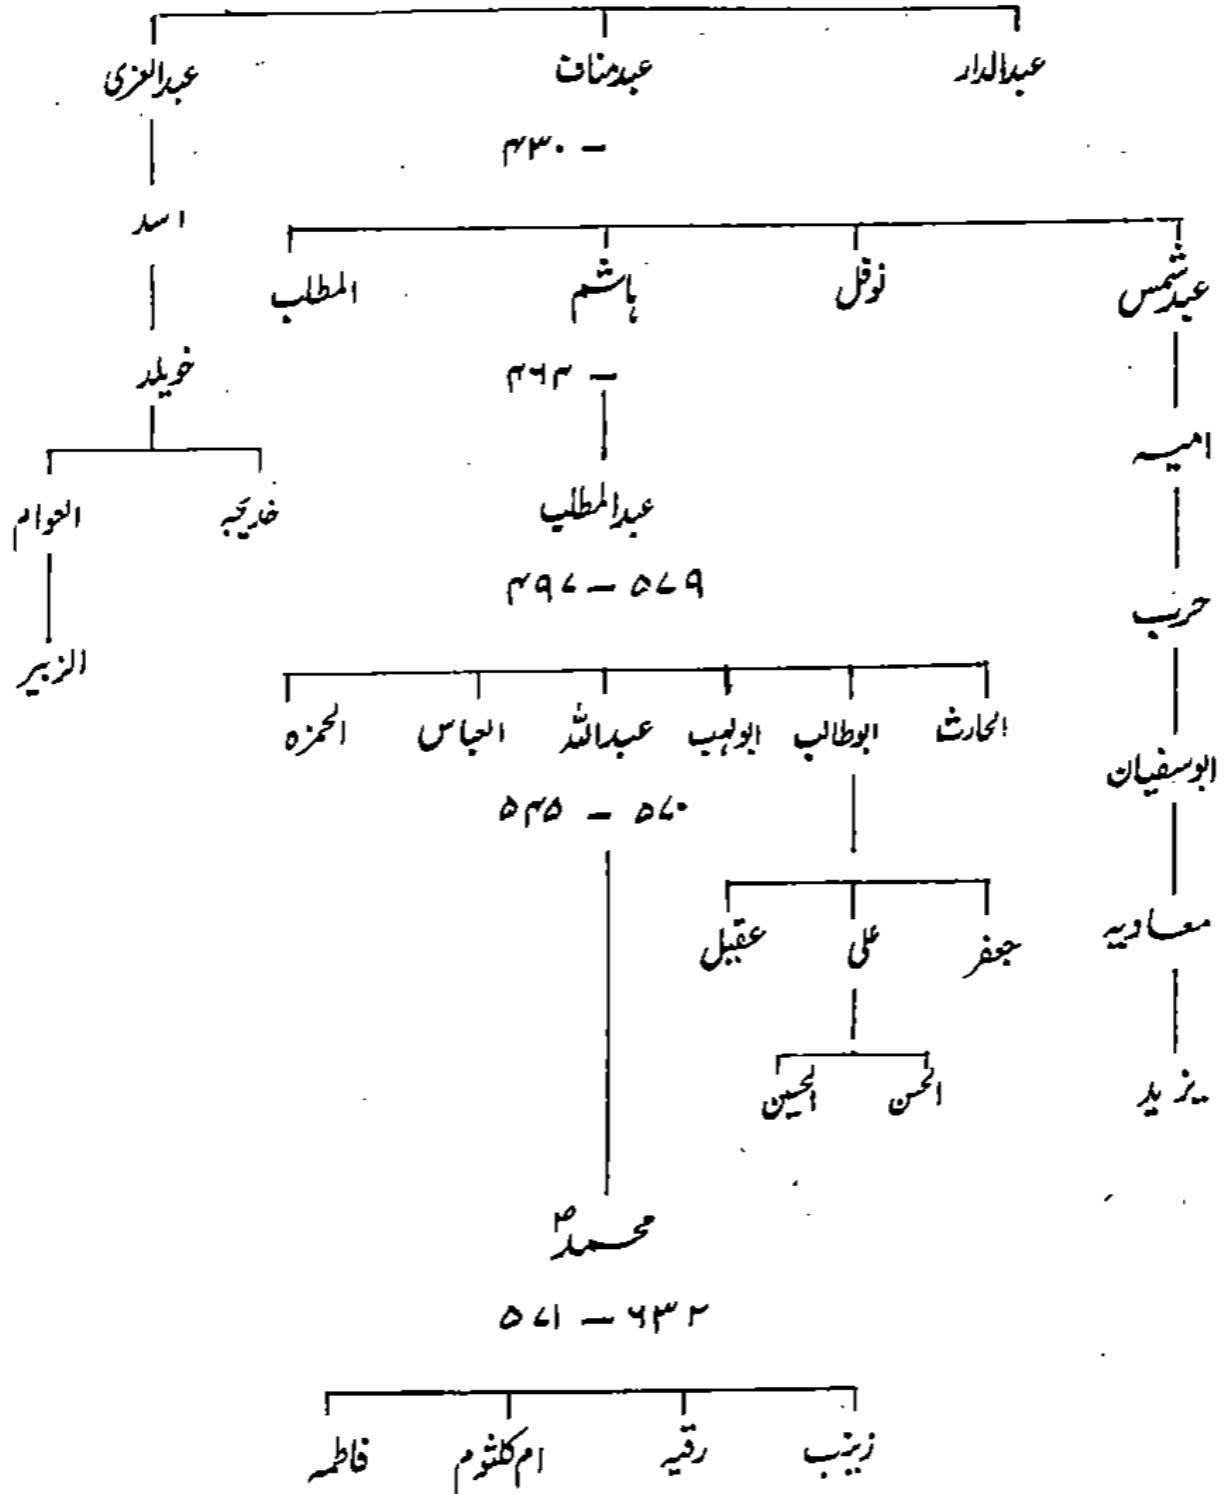 عبدالدار عبدمناف عبدالعزی
۴۳۰ –
اسد
عبدشمس نوفل ہاشم المطلب
۴۶۴ –
خویلد
امیہ
خدیجہ العوام
عبدالمطلب
۴۹۷ – ۵۷۹
حرب
الزبیر
الحارث ابوطالب ابولہب عبداللہ العباس الحمزہ
ابوسفیان
۵۴۵ – ۵۷۰
معاویہ
جعفر علی عقیل
یزید
الحسن الحسین
محمدؐ
۵۷۱ – ۶۳۲
زینب رقیہ ام کلثوم فاطمہ